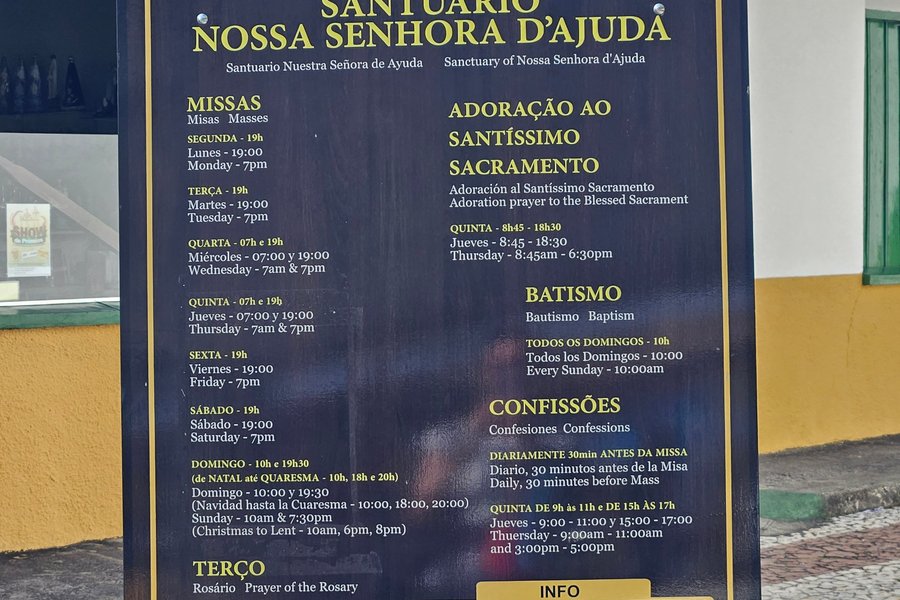 SANTUÁRIO
NOSSA SENHORA D'AJUDA
Santuario Nuestra Señora de Ayuda Sanctuary of Nossa Senhora d'Ajuda
MISSAS
Misas Masses
SEGUNDA - 19h
Lunes - 19:00
Monday - 7pm
TERÇA - 19h
Martes - 19:00
Tuesday - 7pm
QUARTA - 07h e 19h
Miércoles - 07:00 y 19:00
Wednesday - 7am & 7pm
QUINTA - 07h e 19h
Jueves - 07:00 y 19:00
Thursday - 7am & 7pm
SEXTA - 19h
Viernes - 19:00
Friday - 7pm
SÁBADO - 19h
Sábado - 19:00
Saturday - 7pm
DOMINGO - 10h e 19h30
(de NATAL até QUARESMA - 10h, 18h e 20h)
Domingo - 10:00 y 19:30
(Navidad hasta la Cuaresma - 10:00, 18:00, 20:00)
Sunday - 10am & 7:30pm
(Christmas to Lent - 10am, 6pm, 8pm)
TERÇO
Rosário Prayer of the Rosary
ADORAÇÃO AO
SANTÍSSIMO
SACRAMENTO
Adoración al Santíssimo Sacramento
Adoration prayer to the Blessed Sacrament
QUINTA - 8h45 - 18h30
Jueves - 8:45 - 18:30
Thursday - 8:45am - 6:30pm
BATISMO
Bautismo Baptism
TODOS OS DOMINGOS - 10h
Todos los Domingos - 10:00
Every Sunday - 10:00am
CONFISSÕES
Confesiones Confessions
DIARIAMENTE 30min ANTES DA MISSA
Diario, 30 minutos antes de la Misa
Daily, 30 minutes before Mass
QUINTA DE 9h às 11h e DE 15h ÀS 17h
Jueves - 9:00 - 11:00 y 15:00 - 17:00
Thuersday - 9:00am - 11:00am
and 3:00pm - 5:00pm
INFO
SHOW
de Prêmios